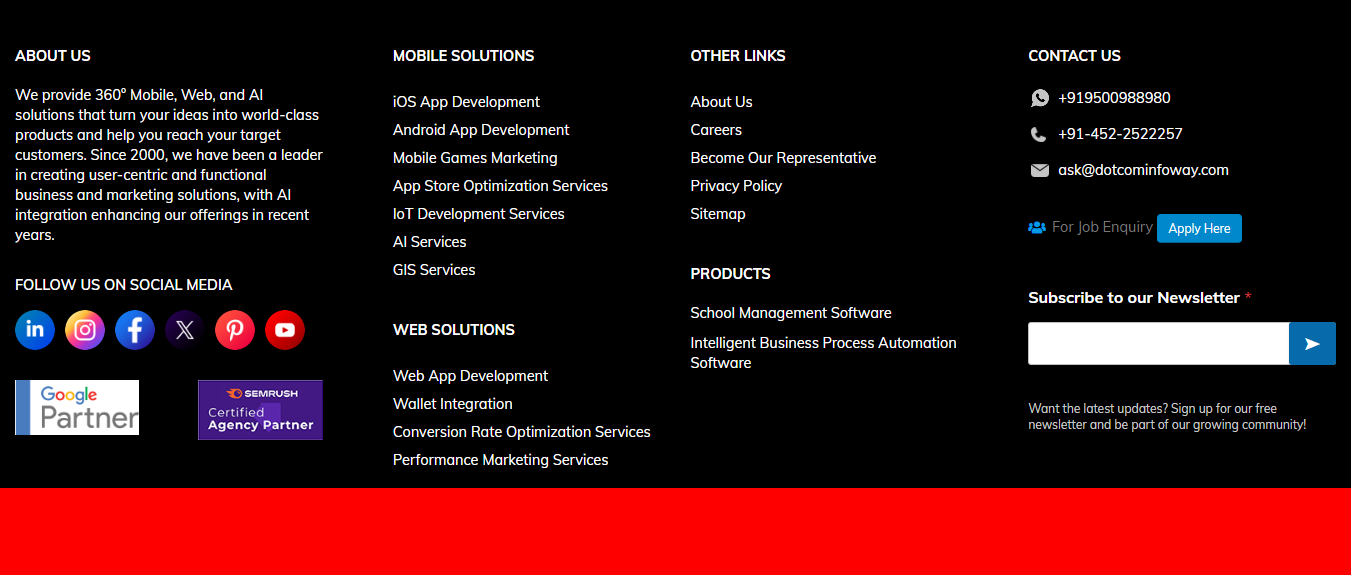 ABOUT US
We provide 360° Mobile, Web, and AI
solutions that turn your ideas into world-class
products and help you reach your target
customers. Since 2000, we have been a leader
in creating user-centric and functional
business and marketing solutions, with AI
integration enhancing our offerings in recent
years.
FOLLOW US ON SOCIAL MEDIA
in
Google
Partner
SEMRUSH
Certified
Agency Partner
MOBILE SOLUTIONS
iOS App Development
Android App Development
Mobile Games Marketing
App Store Optimization Services
IoT Development Services
AI Services
GIS Services
WEB SOLUTIONS
Web App Development
Wallet Integration
Conversion Rate Optimization Services
Performance Marketing Services
OTHER LINKS
About Us
Careers
Become Our Representative
Privacy Policy
Sitemap
PRODUCTS
School Management Software
Intelligent Business Process Automation
Software
CONTACT US
+919500988980
+91-452-2522257
ask@dotcominfoway.com
For Job Enquiry Apply Here
Subscribe to our Newsletter *
Want the latest updates? Sign up for our free
newsletter and be part of our growing community!